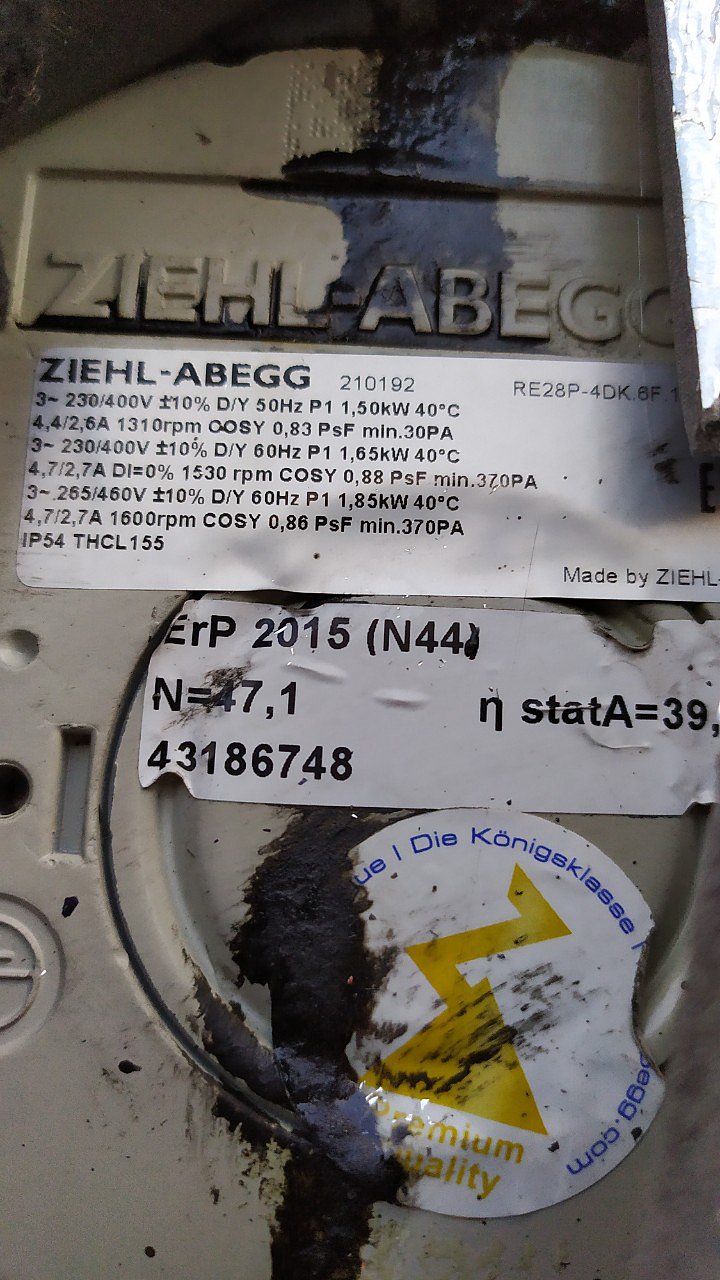 ZIEHL-ABEGG
ZIEHL-ABEGG 210192 RE28P-4DK.6F.1
3~ 230/400V ±10% D/Y 50Hz P1 1,50kW 40°C
4,4/2,6A 1310rpm COSY 0,83 PsF min.30PA
3~ 230/400V ±10% D/Y 60Hz P1 1,65kW 40°C
4,7/2,7A DI=0% 1530 rpm COSY 0,88 PsF min.370PA
3~ 265/460V ±10% D/Y 60Hz P1 1,85kW 40°C
4,7/2,7A 1600rpm COSY 0,86 PsF min.370PA
IP54 THCL155
Made by ZIEHL-
ErP 2015 (N44)
N=47,1 η statA=39,
43186748
ue | Die Königsklasse
begg.com
Premium
Quality